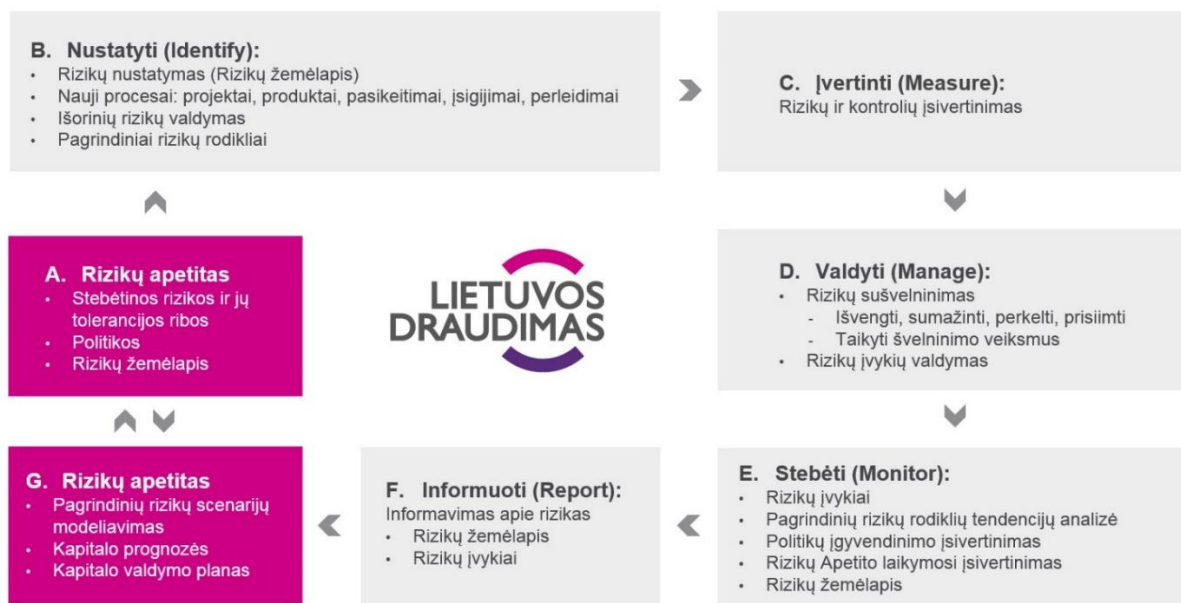 B. Nustatyti (Identify):
• Rizikų nustatymas (Rizikų žemėlapis)
• Nauji procesai: projektai, produktai, pasikeitimai, įsigijimai, perleidimai
• Išorinių rizikų valdymas
• Pagrindiniai rizikų rodikliai
C. Įvertinti (Measure):
Rizikų ir kontrolių įsivertinimas
A. Rizikų apetitas
• Stebėtinos rizikos ir jų
tolerancijos ribos
• Politikos
• Rizikų žemėlapis
LIETUVOS
DRAUDIMAS
D. Valdyti (Manage):
• Rizikų sušvelninimas
- Išvengti, sumažinti, perkelti, prisiimti
- Taikyti švelninimo veiksmus
• Rizikų įvykių valdymas
G. Rizikų apetitas
• Pagrindinių rizikų scenarijų
modeliavimas
• Kapitalo prognozės
• Kapitalo valdymo planas
F. Informuoti (Report):
Informavimas apie rizikas
• Rizikų žemėlapis
• Rizikų įvykiai
E. Stebėti (Monitor):
• Rizikų įvykiai
• Pagrindinių rizikų rodiklių tendencijų analizė
• Politikų įgyvendinimo įsivertinimas
• Rizikų Apetito laikymosi įsivertinimas
• Rizikų žemėlapis